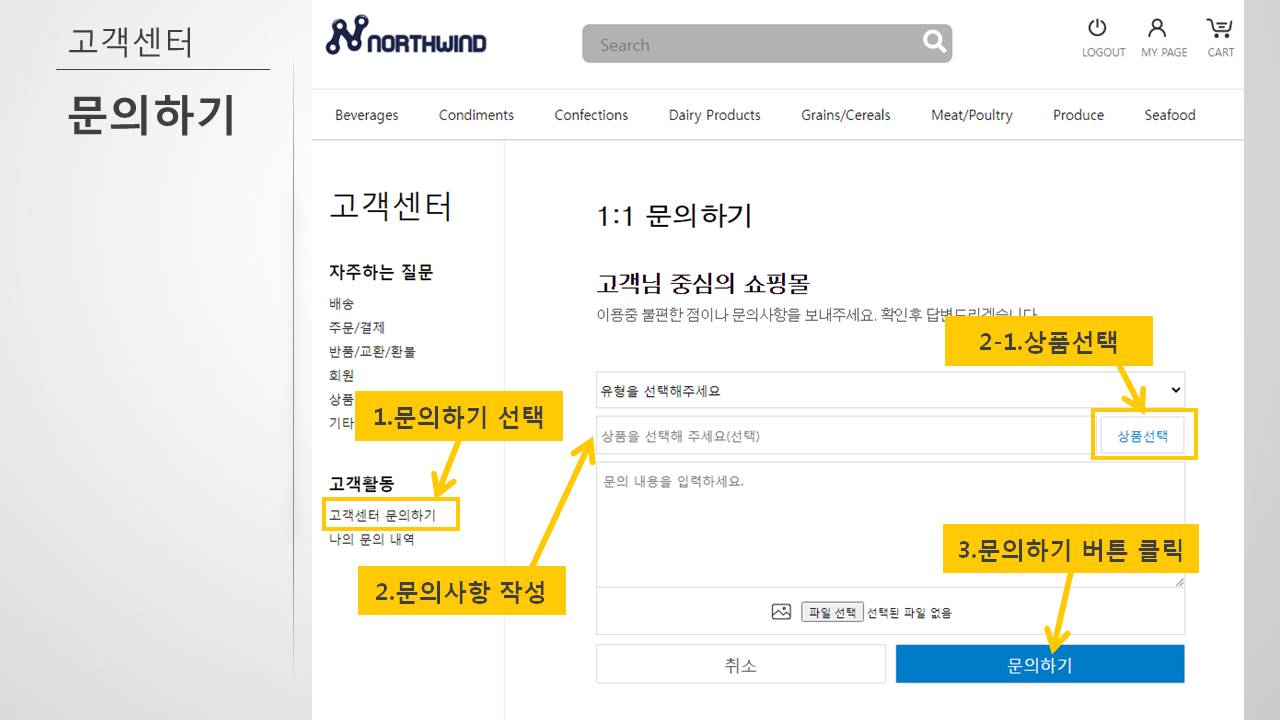 고객센터
문의하기
NORTHWIND
Search
LOGOUT
MY PAGE
CART
Beverages
Condiments
Confections
Dairy Products
Grains/Cereals
Meat/Poultry
Produce
Seafood
고객센터
자주하는 질문
배송
주문/결제
반품/교환/환불
회원
상품
기타
고객활동
고객센터 문의하기
나의 문의 내역
1.문의하기 선택
2.문의사항 작성
1:1 문의하기
고객님 중심의 쇼핑몰
이용중 불편한 점이나 문의사항을 보내주세요. 확인후 답변드리겠습니다
2-1.상품선택
유형을 선택해주세요
상품을 선택해 주세요(선택)
상품선택
문의 내용을 입력하세요.
3.문의하기 버튼 클릭
파일 선택 선택된 파일 없음
취소
문의하기